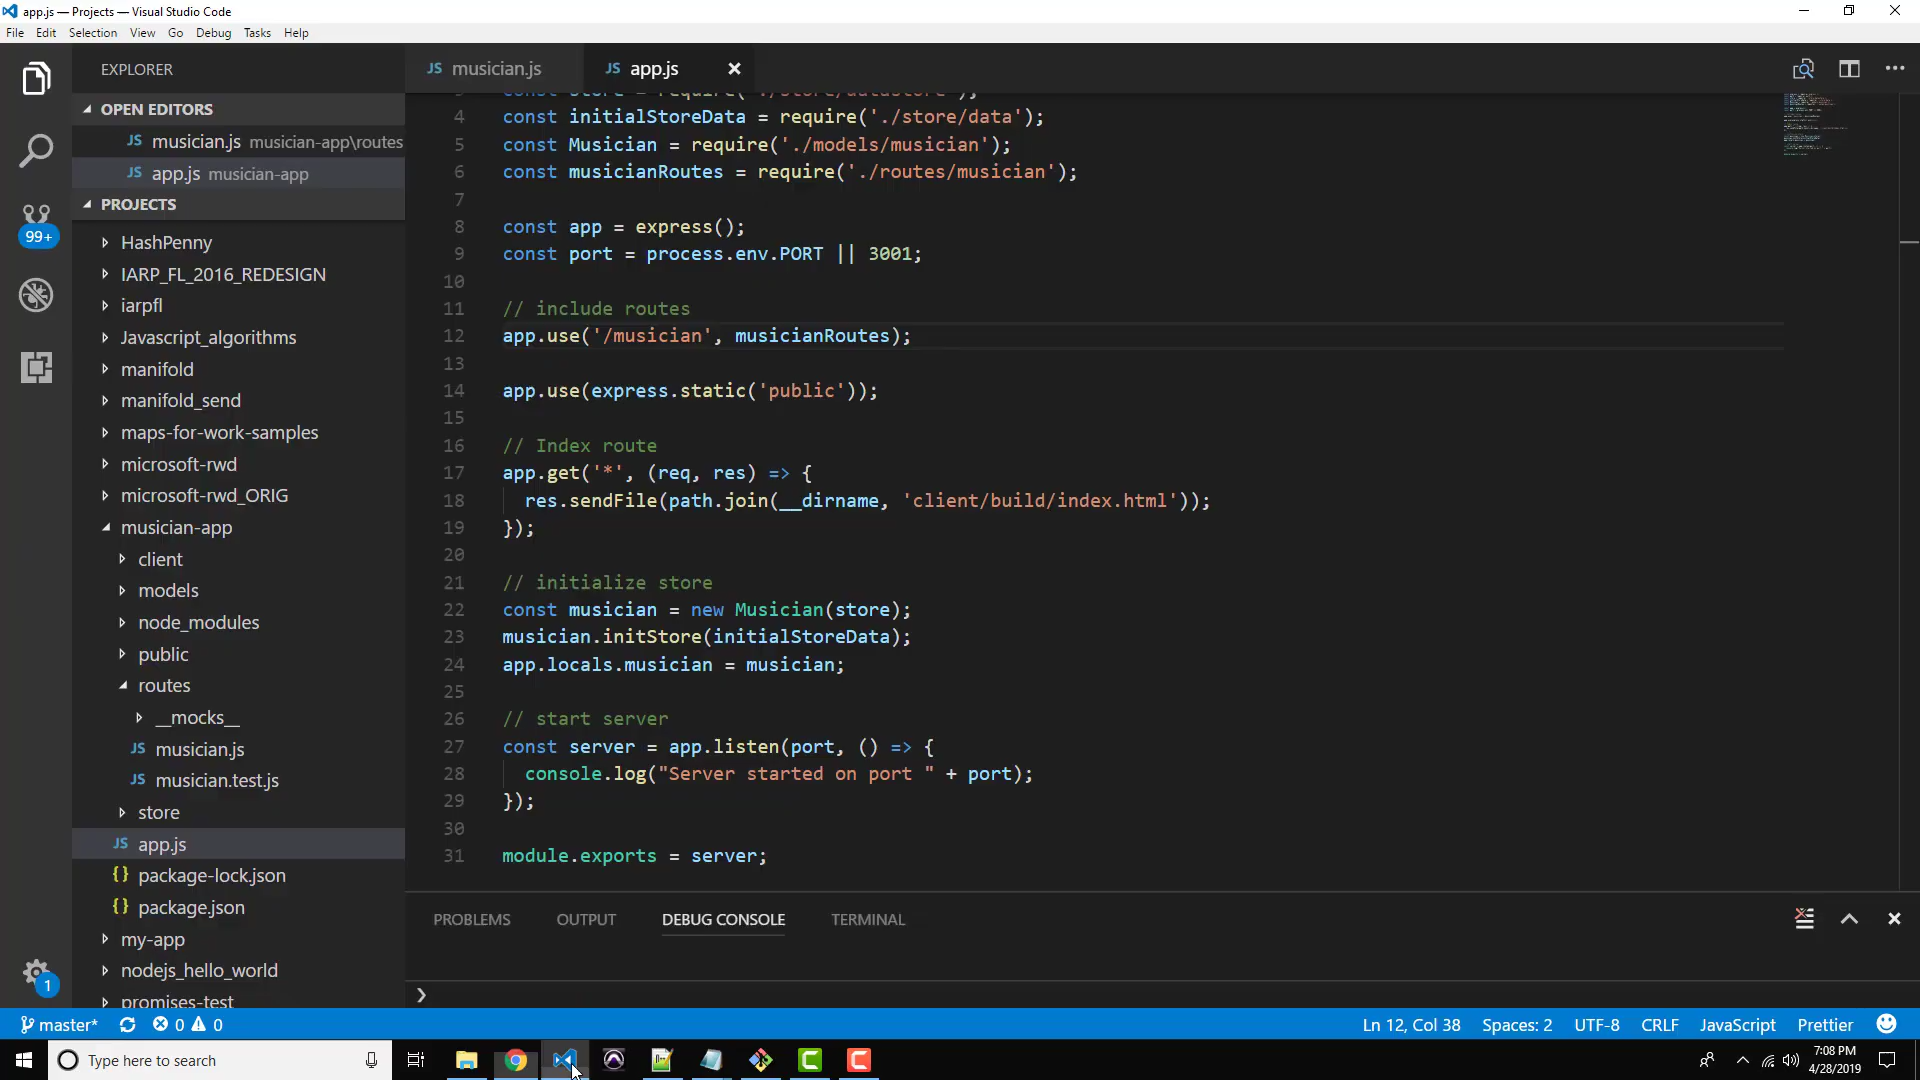 app.js — Projects — Visual Studio Code
File Edit Selection View Go Debug Tasks Help
EXPLORER
JS musician.js
JS app.js
OPEN EDITORS
JS musician.js musician-app\routes
JS app.js musician-app
PROJECTS
99+
HashPenny
IARP_FL_2016_REDESIGN
iarpfl
Javascript_algorithms
manifold
manifold_send
maps-for-work-samples
microsoft-rwd
microsoft-rwd_ORIG
musician-app
client
models
node_modules
public
routes
__mocks__
JS musician.js
JS musician.test.js
store
JS app.js
{} package-lock.json
{} package.json
my-app
nodejs_hello_world
promises-test
1
4 const initialStoreData = require('./store/data');
5 const Musician = require('./models/musician');
6 const musicianRoutes = require('./routes/musician');
7
8 const app = express();
9 const port = process.env.PORT || 3001;
10
11 // include routes
12 app.use('/musician', musicianRoutes);
13
14 app.use(express.static('public'));
15
16 // Index route
17 app.get('*', (req, res) => {
18 res.sendFile(path.join(__dirname, 'client/build/index.html'));
19 });
20
21 // initialize store
22 const musician = new Musician(store);
23 musician.initStore(initialStoreData);
24 app.locals.musician = musician;
25
26 // start server
27 const server = app.listen(port, () => {
28 console.log("Server started on port " + port);
29 });
30
31 module.exports = server;
PROBLEMS OUTPUT DEBUG CONSOLE TERMINAL
master* 0 0 Ln 12, Col 38 Spaces: 2 UTF-8 CRLF JavaScript Prettier
Type here to search
7:08 PM
4/28/2019